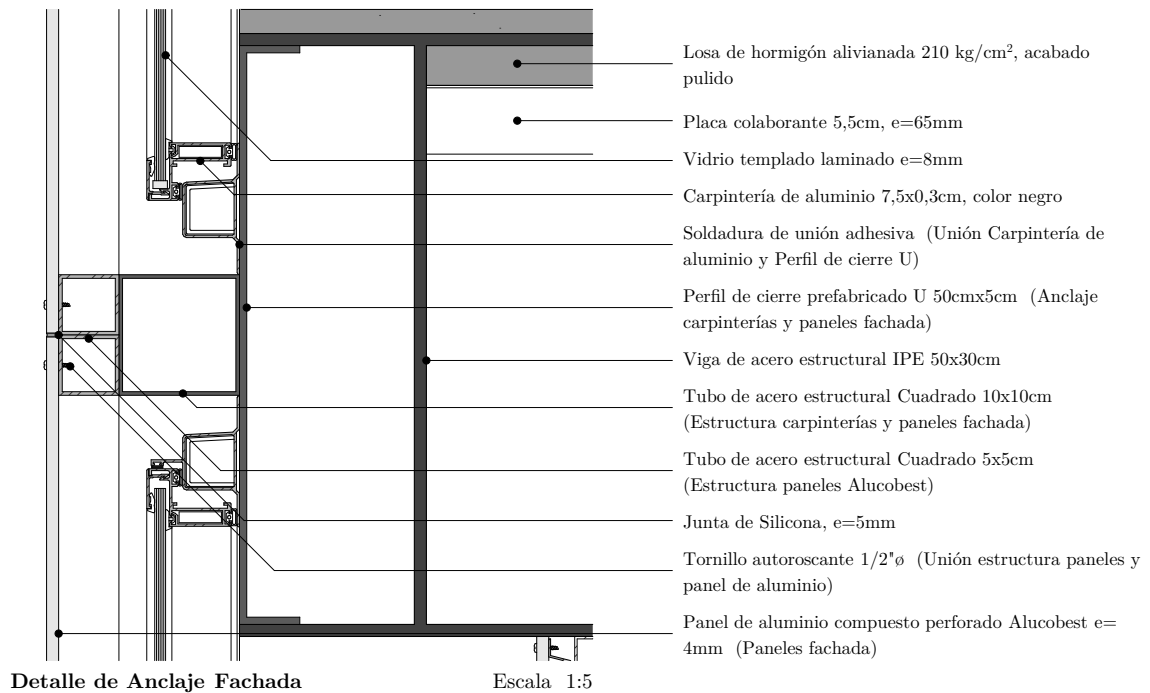 Losa de hormigón alivianada 210 kg/cm², acabado
pulido
Placa colaborante 5,5cm, e=65mm
Vidrio templado laminado e=8mm
Carpintería de aluminio 7,5x0,3cm, color negro
Soldadura de unión adhesiva (Unión Carpintería de
aluminio y Perfil de cierre U)
Perfil de cierre prefabricado U 50cmx5cm (Anclaje
carpinterías y paneles fachada)
Viga de acero estructural IPE 50x30cm
Tubo de acero estructural Cuadrado 10x10cm
(Estructura carpinterías y paneles fachada)
Tubo de acero estructural Cuadrado 5x5cm
(Estructura paneles Alucobest)
Junta de Silicona, e=5mm
Tornillo autoroscante 1/2"ø (Unión estructura paneles y
panel de aluminio)
Panel de aluminio compuesto perforado Alucobest e=
4mm (Paneles fachada)
Detalle de Anclaje Fachada Escala 1:5